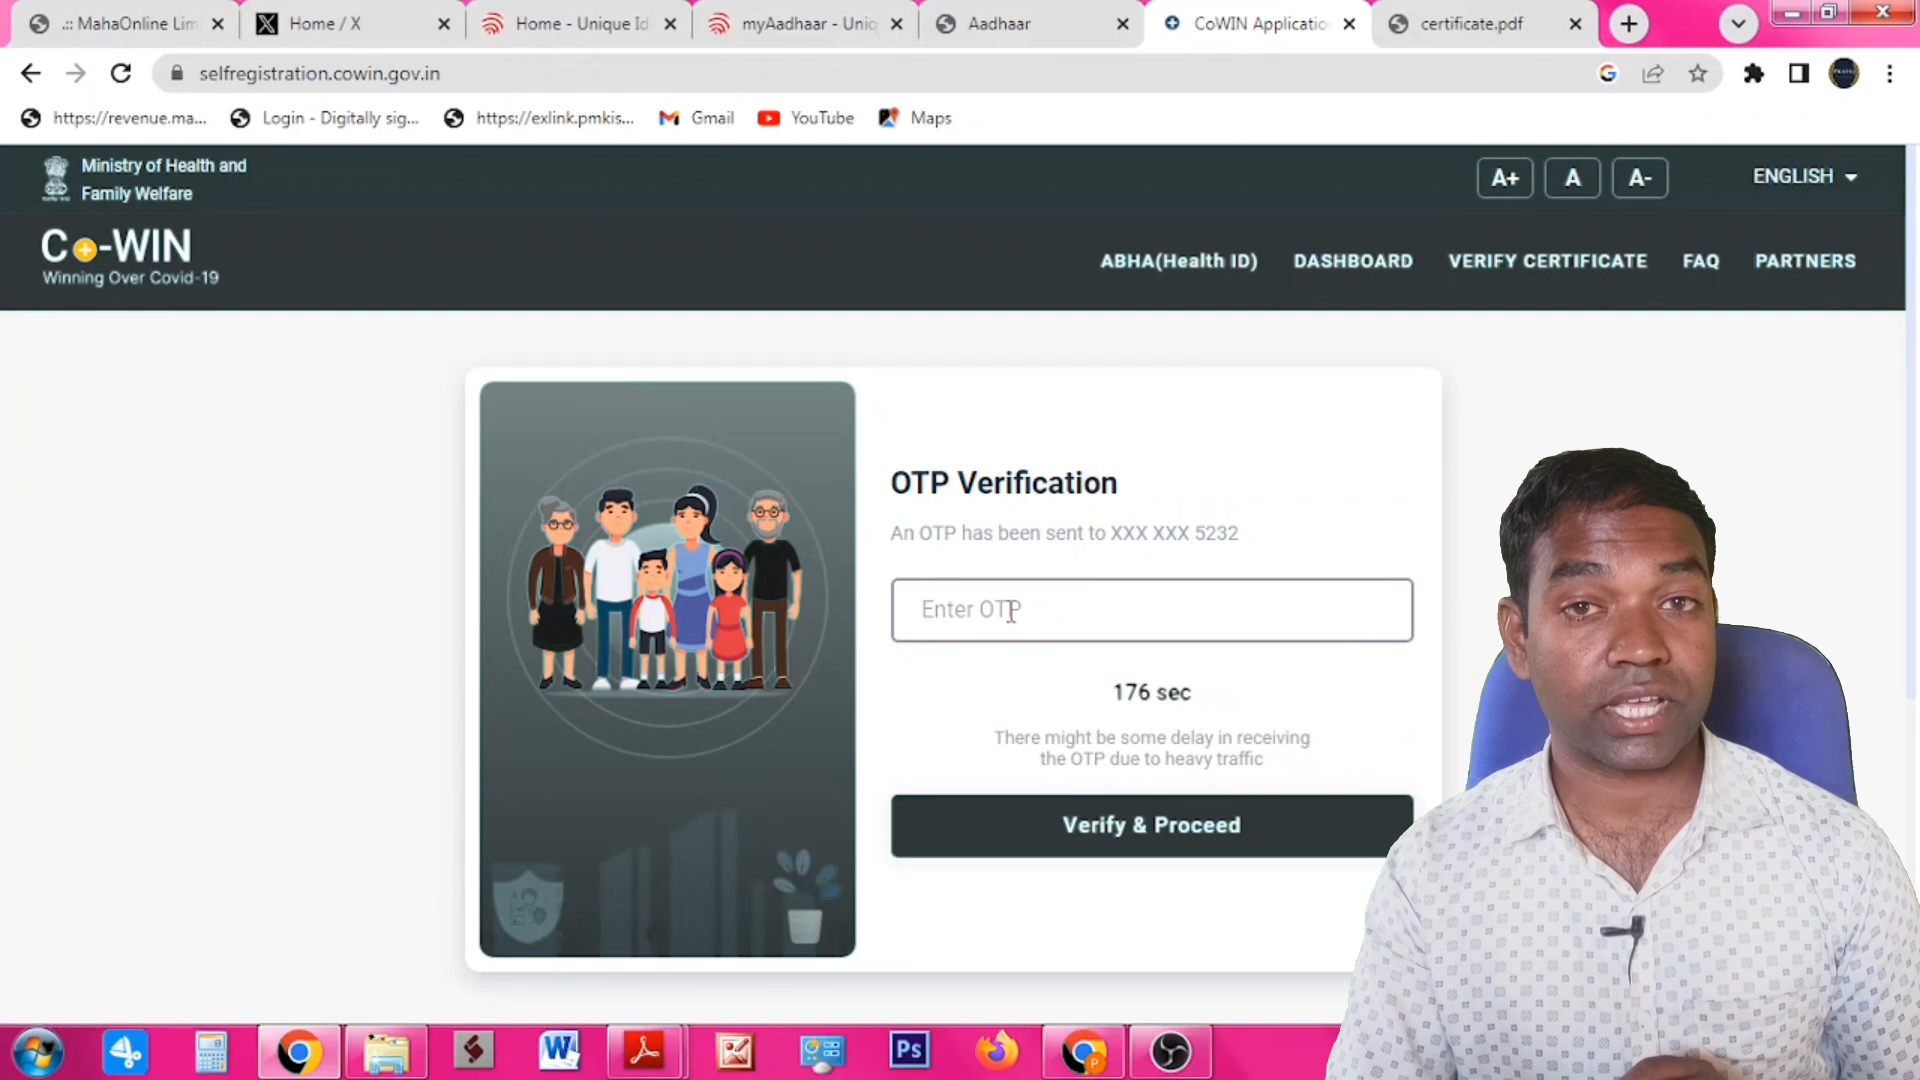 .:: MahaOnline Lim
Home / X
Home - Unique Id
myAadhaar - Uniq
Aadhaar
CoWIN Application
certificate.pdf
selfregistration.cowin.gov.in
https://revenue.ma...
Login - Digitally sig...
https://exlink.pmkis...
Gmail
YouTube
Maps
Ministry of Health and
Family Welfare
A+
A
A-
ENGLISH
Co-WIN
Winning Over Covid-19
ABHA(Health ID)
DASHBOARD
VERIFY CERTIFICATE
FAQ
PARTNERS
OTP Verification
An OTP has been sent to XXX XXX 5232
Enter OTP
176 sec
There might be some delay in receiving
the OTP due to heavy traffic
Verify & Proceed
Ps